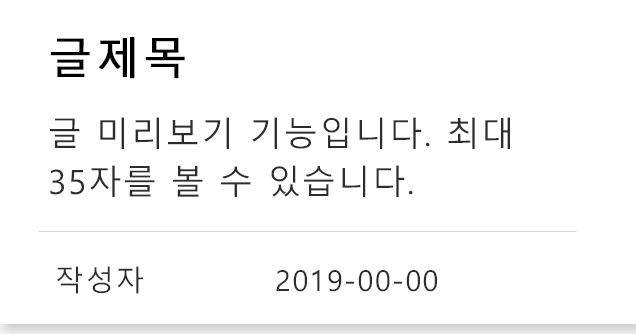 글제목
글 미리보기 기능입니다. 최대
35자를 볼 수 있습니다.
작성자 2019-00-00